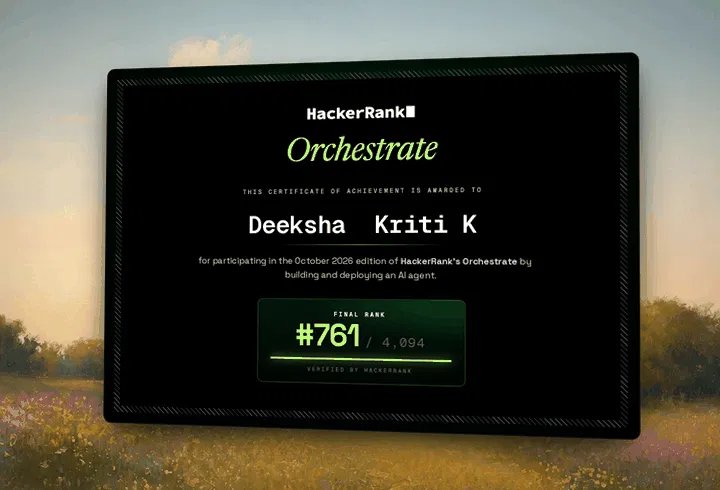 HackerRank
Orchestrate
THIS CERTIFICATE OF ACHIEVEMENT IS AWARDED TO
Deeksha Kriti K
for participating in the October 2026 edition of HackerRank's Orchestrate by
building and deploying an AI agent.
FINAL RANK
#761 / 4,094
VERIFIED BY HACKERRANK